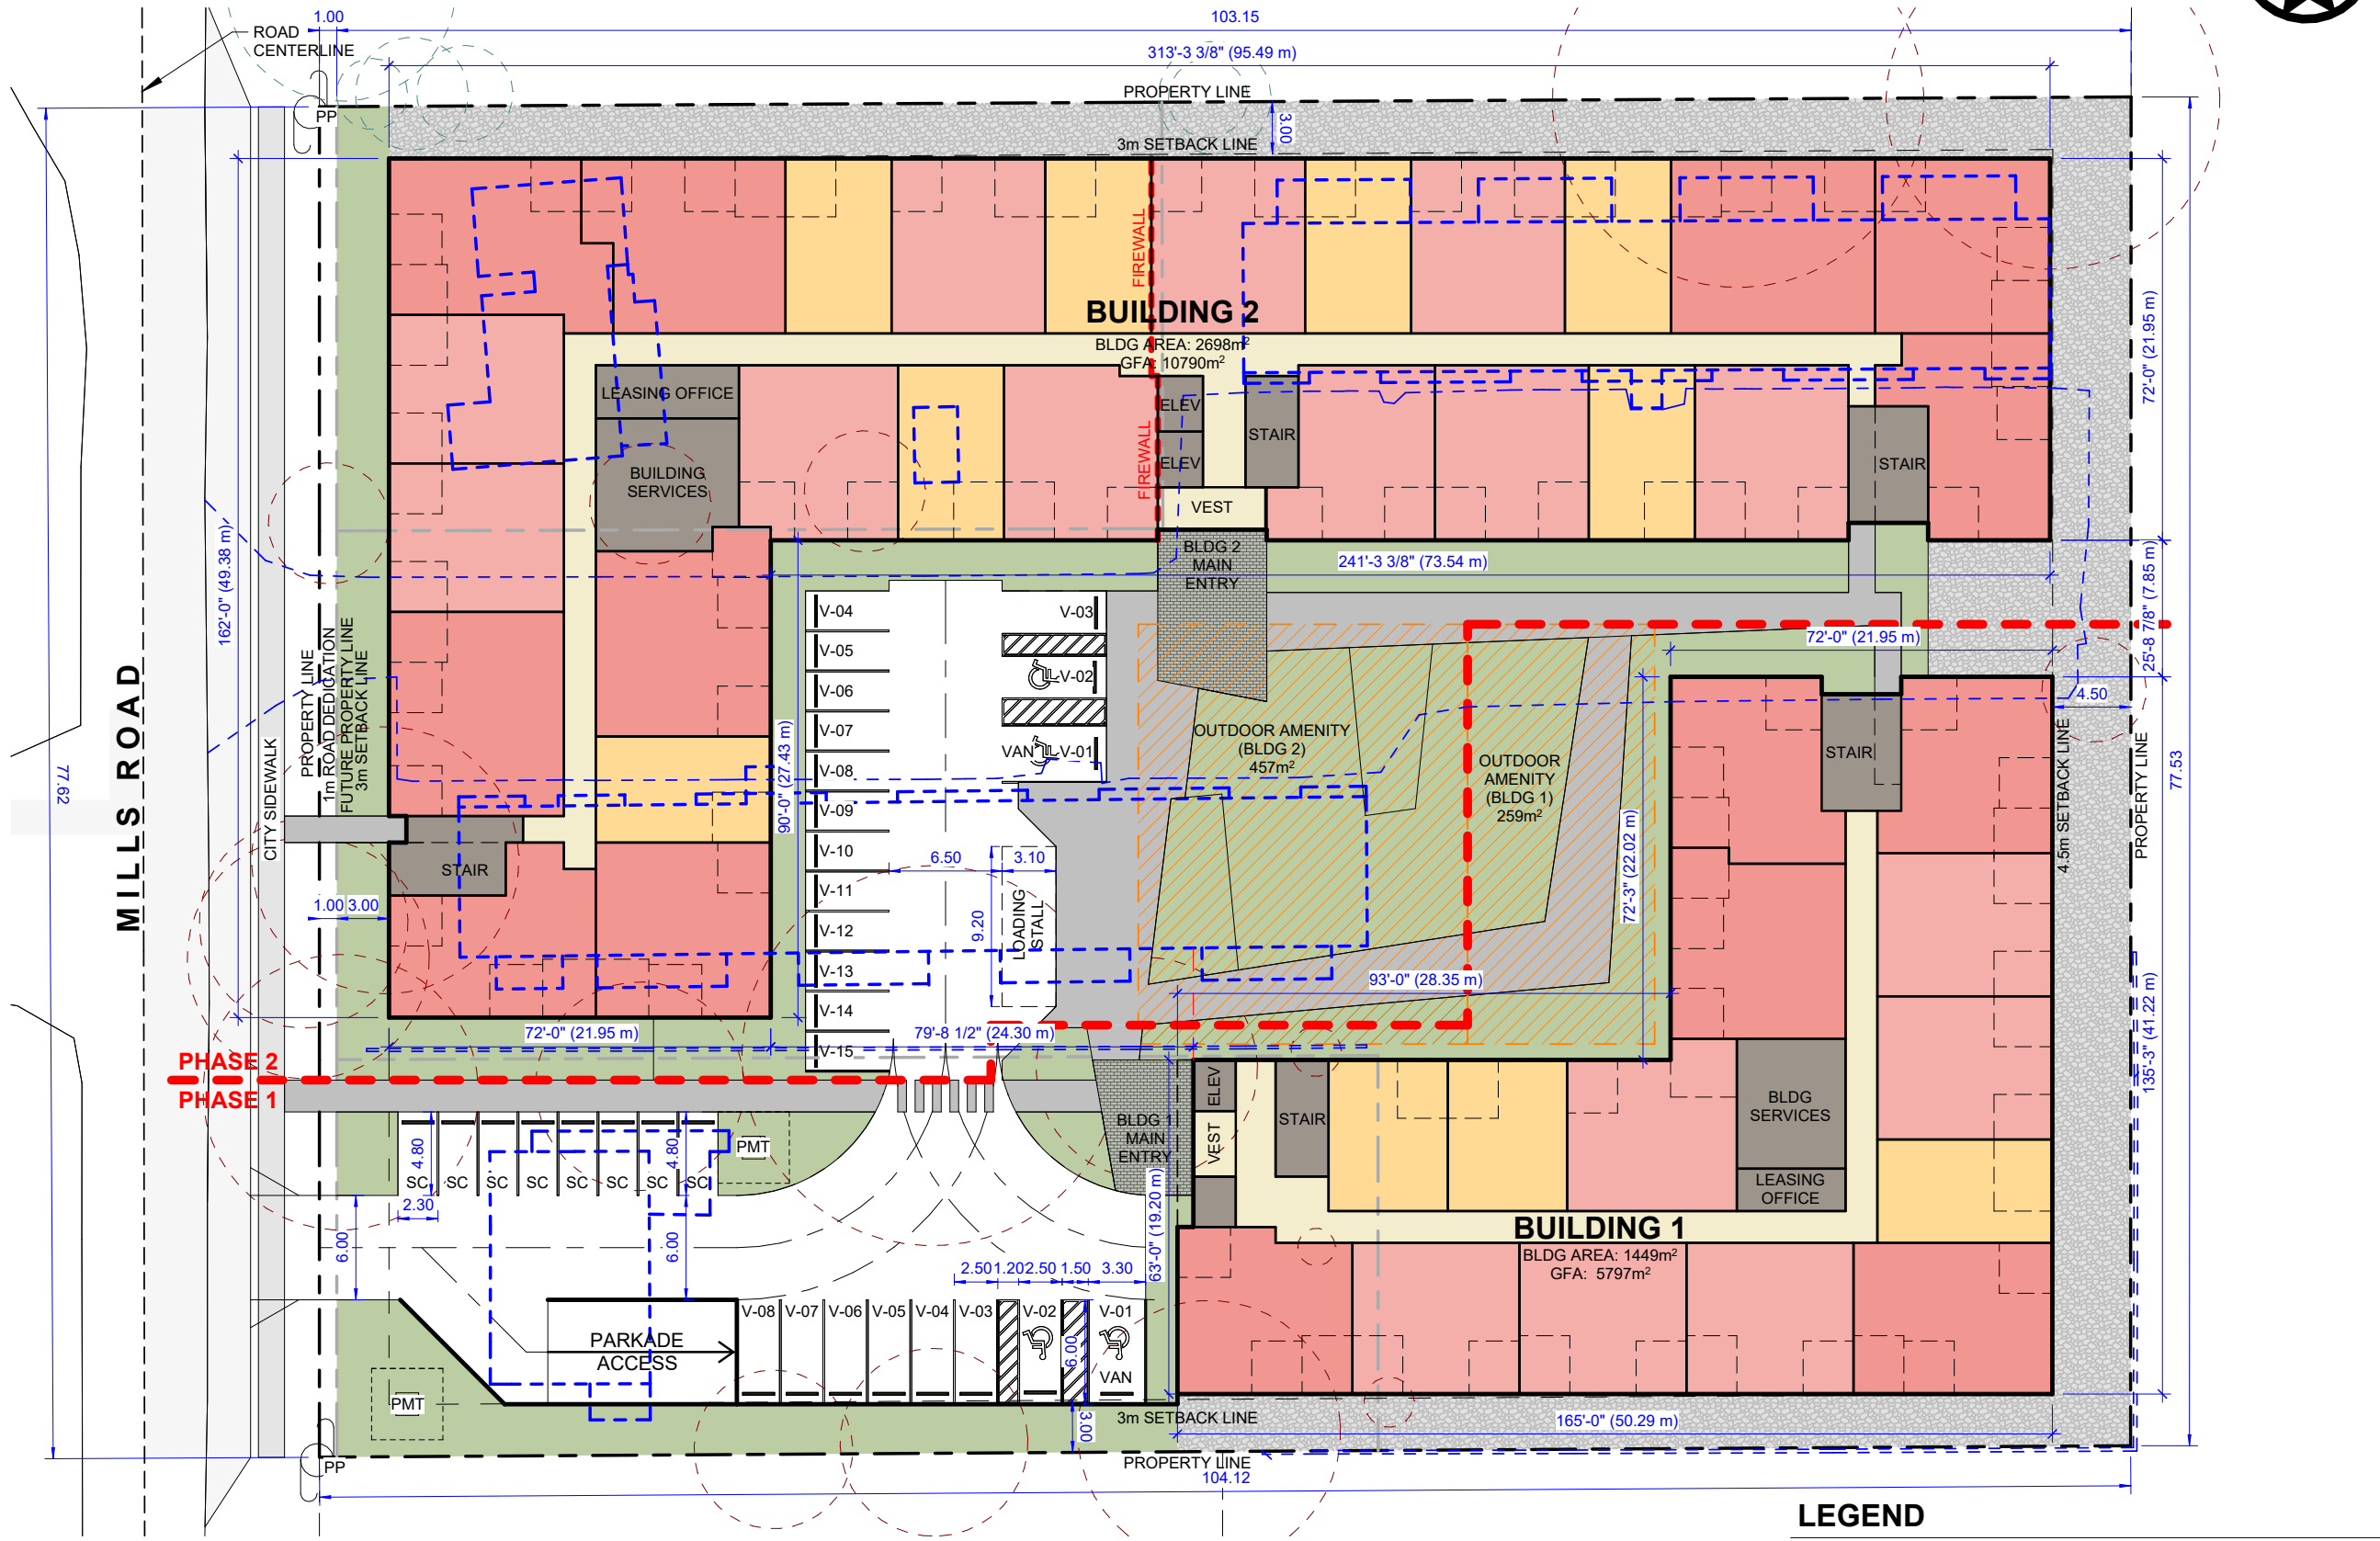 1.00
103.15
ROAD
CENTERLINE
313'-3 3/8" (95.49 m)
PROPERTY LINE
PP
3.00
3m SETBACK LINE
FIREWALL
BUILDING 2
BLDG AREA: 2698m²
GFA: 10790m²
72'-0" (21.95 m)
LEASING OFFICE
ELEV
STAIR
ELEV
FIREWALL
STAIR
BUILDING
SERVICES
VEST
162'-0" (49.38 m)
BLDG 2
MAIN
ENTRY
241'-3 3/8" (73.54 m)
25'-8 7/8" (7.85 m)
V-04
V-03
V-05
V-02
V-06
V-07
VAN
V-01
V-08
V-09
V-10
V-11
V-12
V-13
V-14
V-15
72'-0" (21.95 m)
4.50
MILLS ROAD
77.62
CITY SIDEWALK
PROPERTY LINE
1m ROAD DEDICATION
FUTURE PROPERTY LINE
3m SETBACK LINE
90'-0" (27.43 m)
OUTDOOR AMENITY
(BLDG 2)
457m²
OUTDOOR
AMENITY
(BLDG 1)
259m²
STAIR
4.5m SETBACK LINE
PROPERTY LINE
77.53
72'-3" (22.02 m)
6.50
3.10
9.20
LOADING
STALL
STAIR
1.00
3.00
93'-0" (28.35 m)
72'-0" (21.95 m)
79'-8 1/2" (24.30 m)
135'-3" (41.22 m)
PHASE 2
PHASE 1
ELEV
STAIR
VEST
BLDG 1
MAIN
ENTRY
BLDG
SERVICES
LEASING
OFFICE
4.80
4.80
PMT
SC
SC
SC
SC
SC
SC
SC
SC
2.30
6.00
6.00
63'-0" (19.20 m)
BUILDING 1
BLDG AREA: 1449m²
GFA: 5797m²
2.50
1.20
2.50
1.50
3.30
V-08
V-07
V-06
V-05
V-04
V-03
V-02
V-01
6.00
VAN
PARKADE
ACCESS
PMT
3.00
3m SETBACK LINE
165'-0" (50.29 m)
PP
PROPERTY LINE
104.12
LEGEND